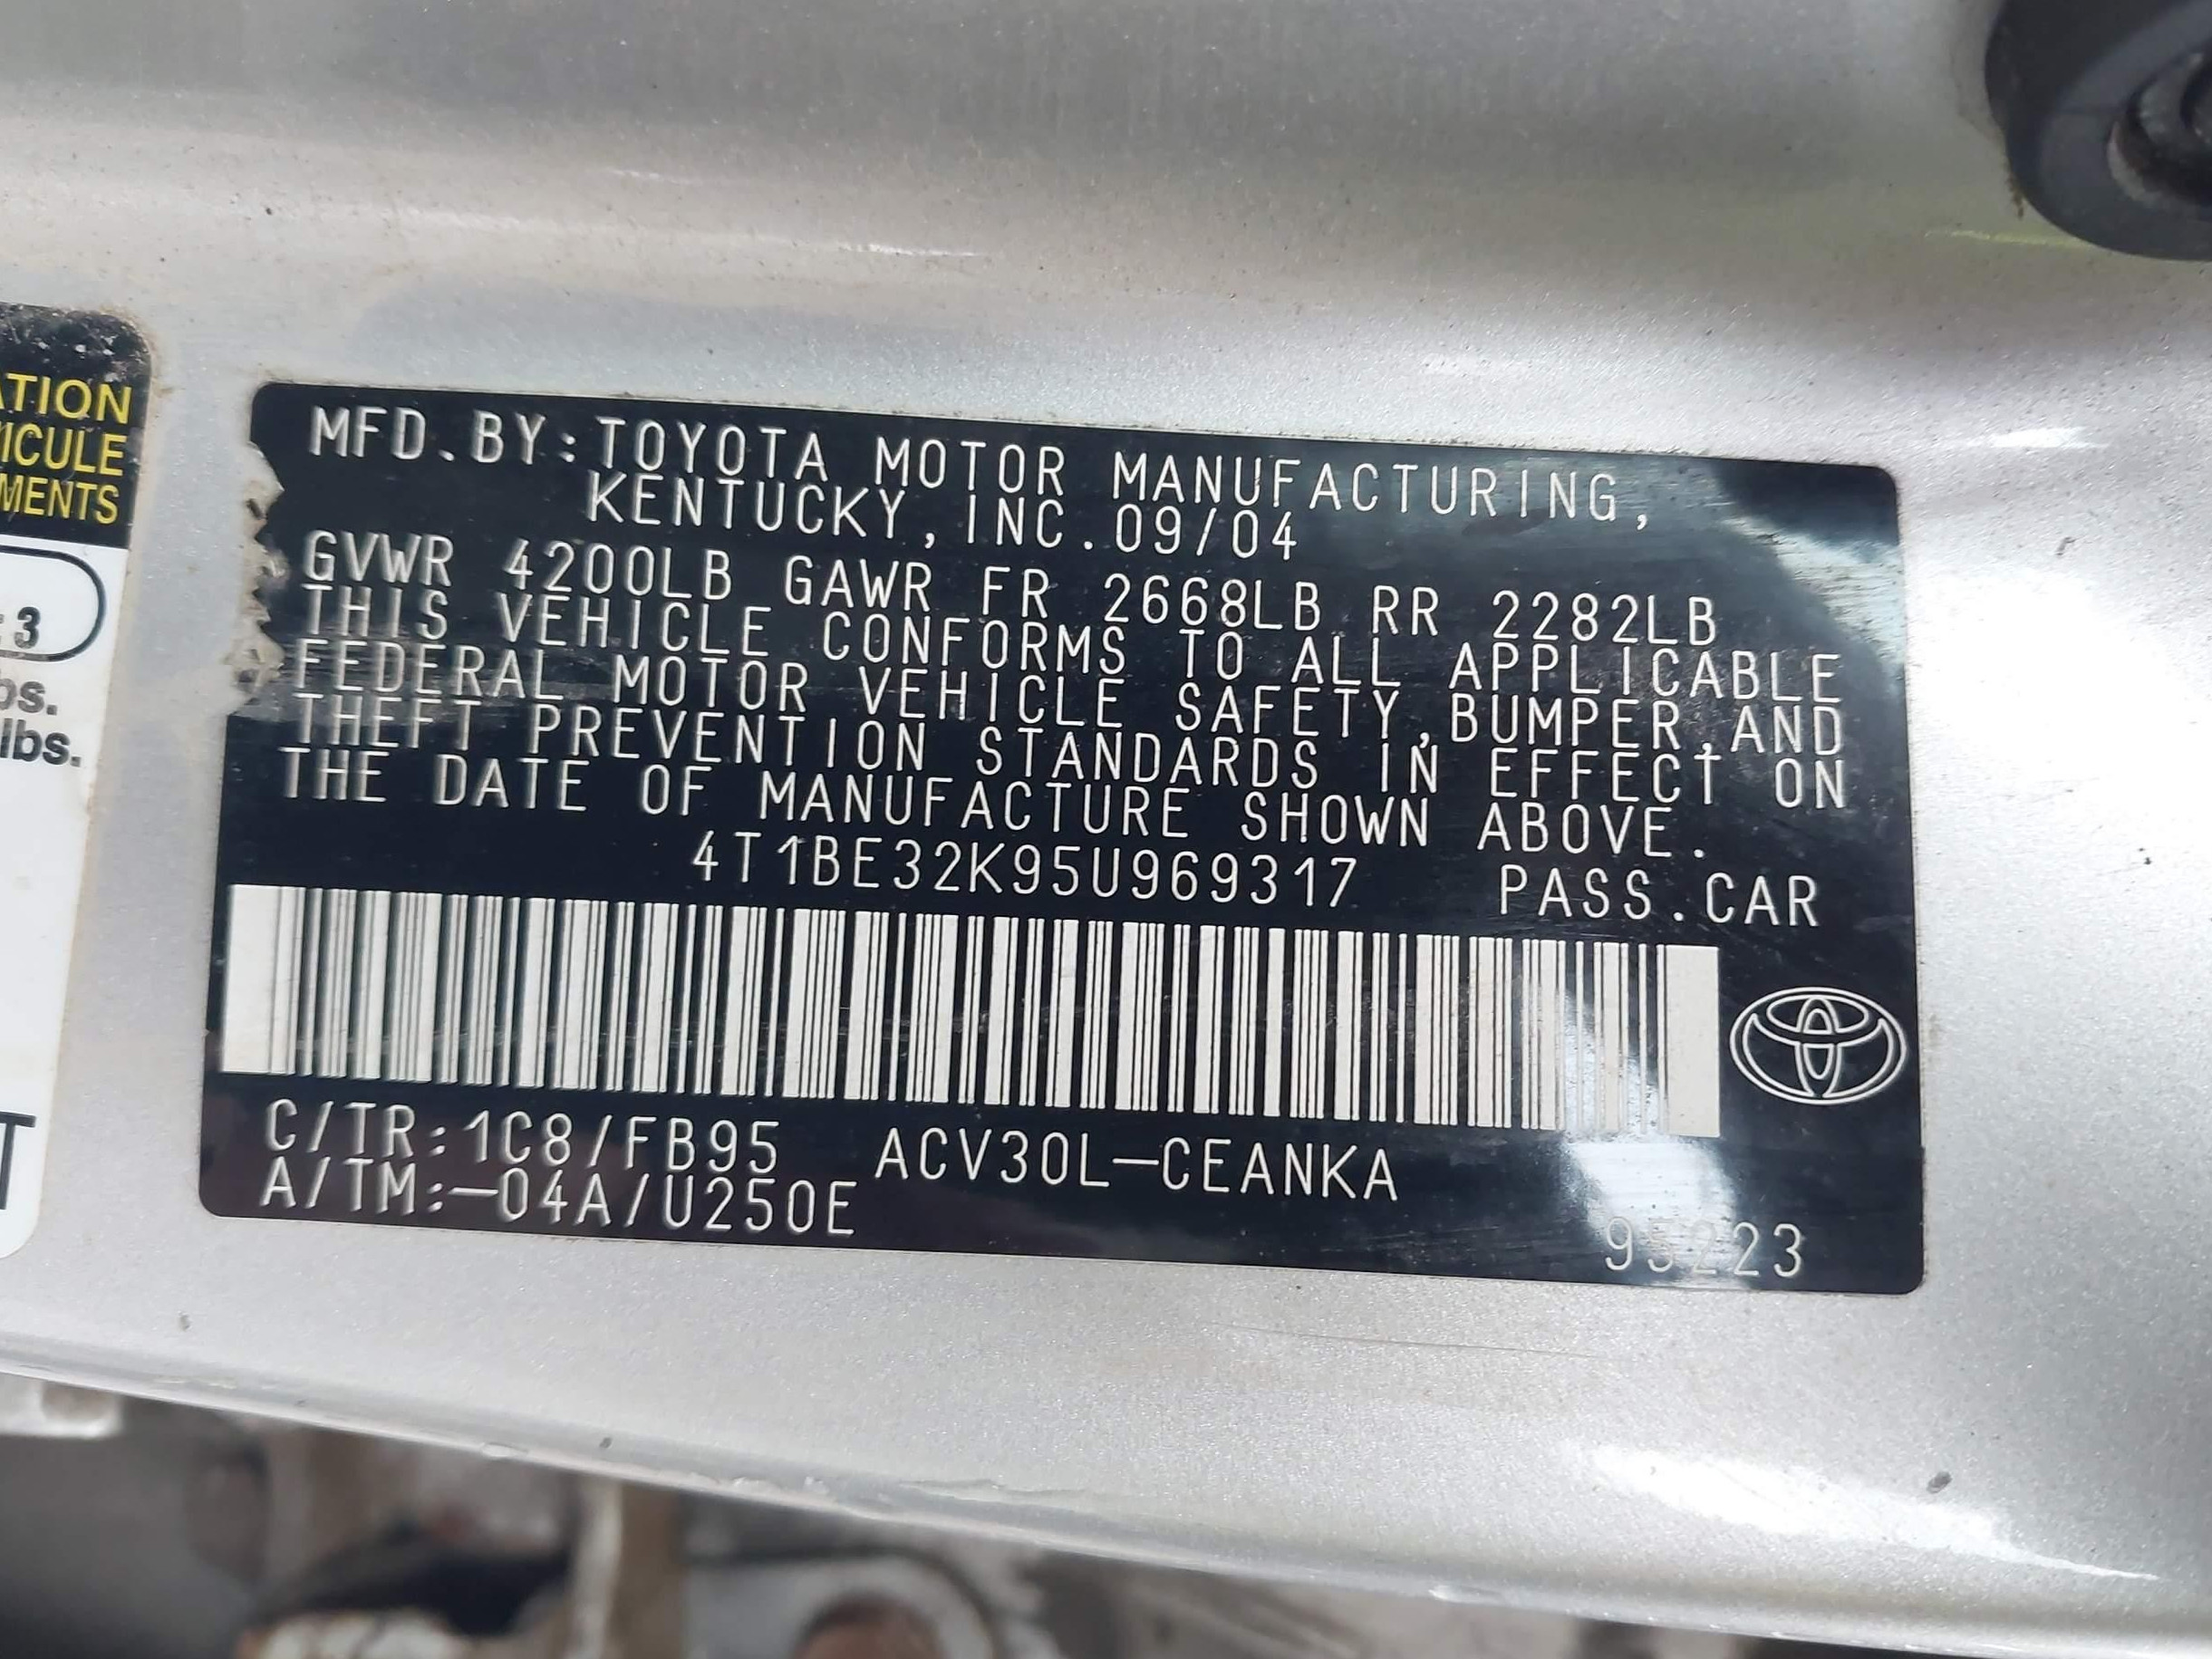 ATION
ICULE
MENTS
: 3
bs.
lbs.
T
MFD.BY:TOYOTA MOTOR MANUFACTURING,
KENTUCKY,INC.09/04
GVWR 4200LB GAWR FR 2668LB RR 2282LB
THIS VEHICLE CONFORMS TO ALL APPLICABLE
FEDERAL MOTOR VEHICLE SAFETY,BUMPER,AND
THEFT PREVENTION STANDARDS IN EFFECT ON
THE DATE OF MANUFACTURE SHOWN ABOVE.
4T1BE32K95U969317 PASS.CAR
C/TR:1C8/FB95 ACV30L-CEANKA
A/TM:-04A/U250E
95223